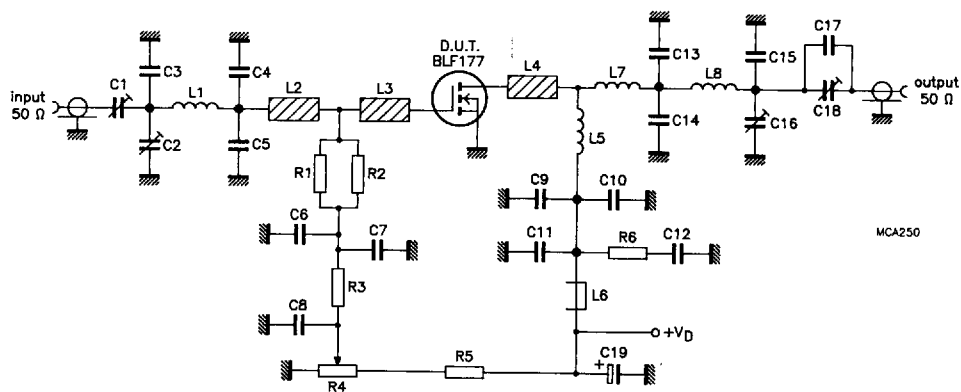 C13
C15
C17
D.U.T.
BLF177
C3
C4
L4
L7
L8
input
50 Ω
C1
L1
L2
L3
output
50 Ω
C18
C2
C5
C14
C16
L5
R1
R2
C9
C10
C6
C7
C11
R6
C12
MCA250
R3
L6
C8
+VD
C19
+
R5
R4